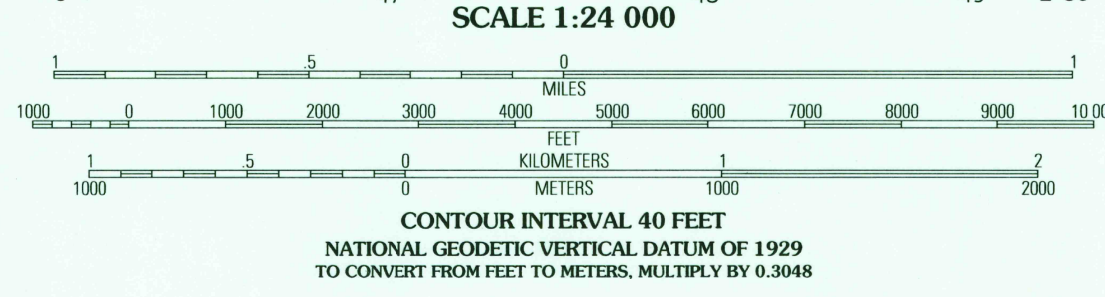 SCALE 1:24 000
1 .5 0 1
MILES
1000 0 1000 2000 3000 4000 5000 6000 7000 8000 9000 10 00
FEET
1 .5 0 KILOMETERS 1 2
1000 0 METERS 1000 2000
CONTOUR INTERVAL 40 FEET
NATIONAL GEODETIC VERTICAL DATUM OF 1929
TO CONVERT FROM FEET TO METERS, MULTIPLY BY 0.3048